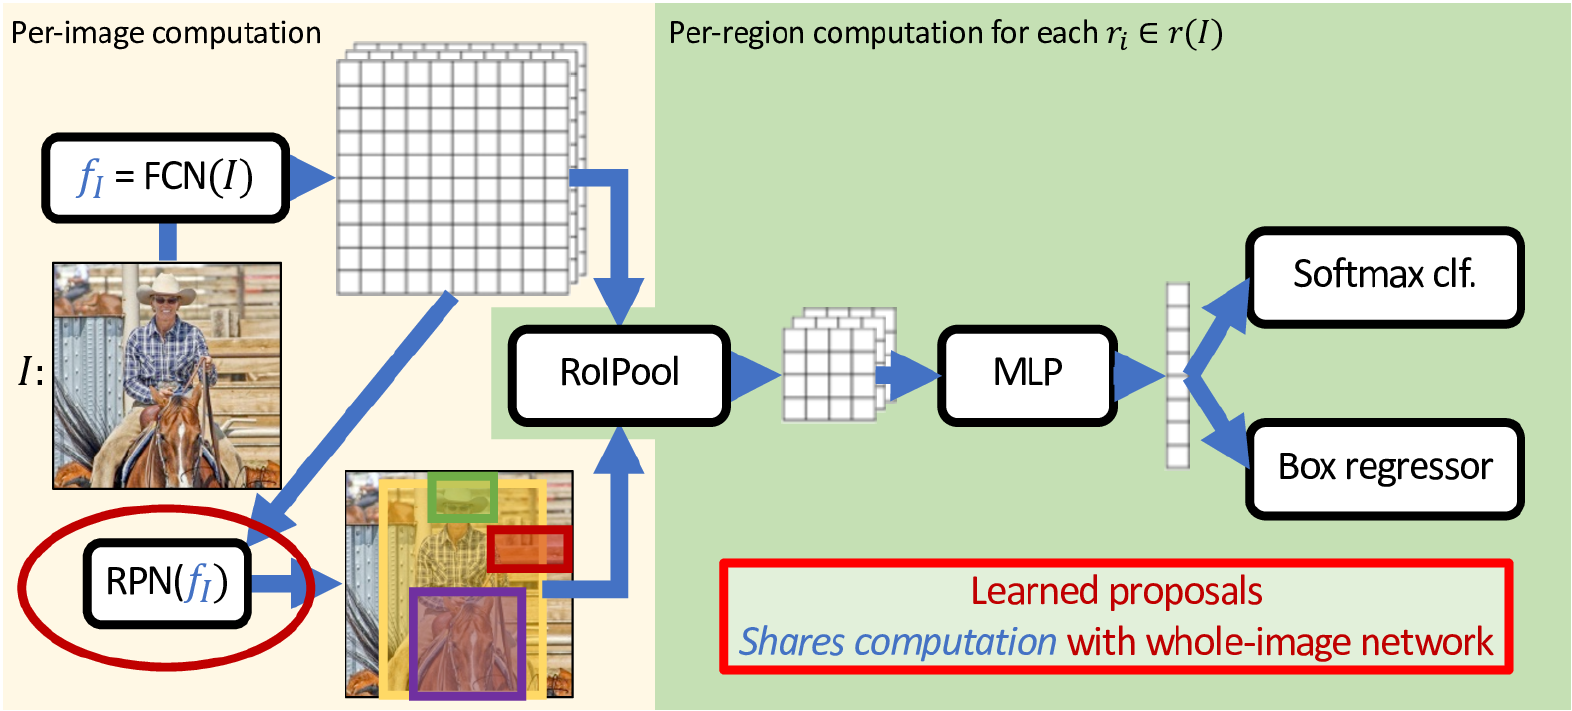 Per-image computation
Per-region computation for each rᵢ ∈ r(I)
f_I = FCN(I)
I:
RoIPool
MLP
Softmax clf.
Box regressor
RPN(f_I)
Learned proposals
Shares computation with whole-image network